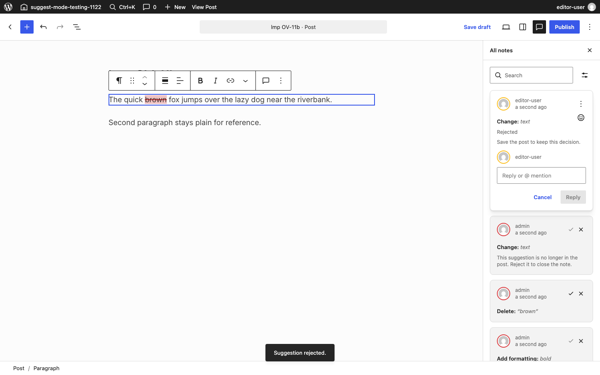 suggest-mode-testing-1122 Ctrl+K 0 New View Post editor-user
Imp OV-11b · Post Save draft Publish
All notes
Search
The quick brown fox jumps over the lazy dog near the riverbank.
Second paragraph stays plain for reference.
editor-user
a second ago
Change: text
Rejected
Save the post to keep this decision.
editor-user
Reply or @ mention
Cancel Reply
admin
a second ago
Change: text
This suggestion is no longer in the
post. Reject it to close the note.
admin
a second ago
Delete: "brown"
admin
a second ago
Add formatting: bold
Suggestion rejected.
Post / Paragraph